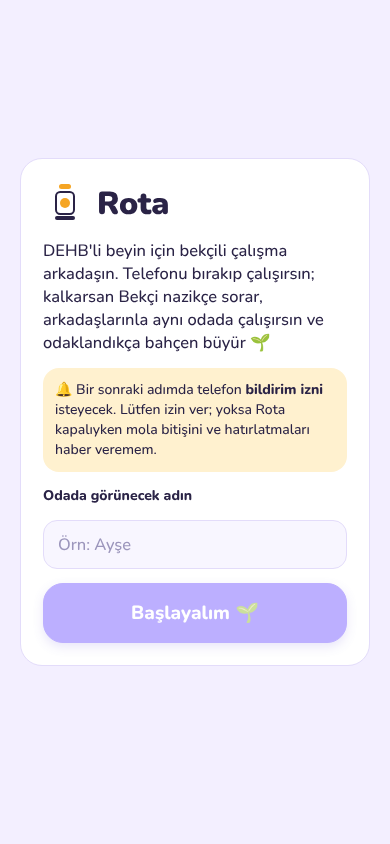 Rota
DEHB'li beyin için bekçili çalışma
arkadaşın. Telefonu bırakıp çalışırsın;
kalkarsan Bekçi nazikçe sorar,
arkadaşlarınla aynı odada çalışırsın ve
odaklandıkça bahçen büyür 🌱
🔔 Bir sonraki adımda telefon bildirim izni
isteyecek. Lütfen izin ver; yoksa Rota
kapalıyken mola bitişini ve hatırlatmaları
haber veremem.
Odada görünecek adın
Örn: Ayşe
Başlayalım 🌱